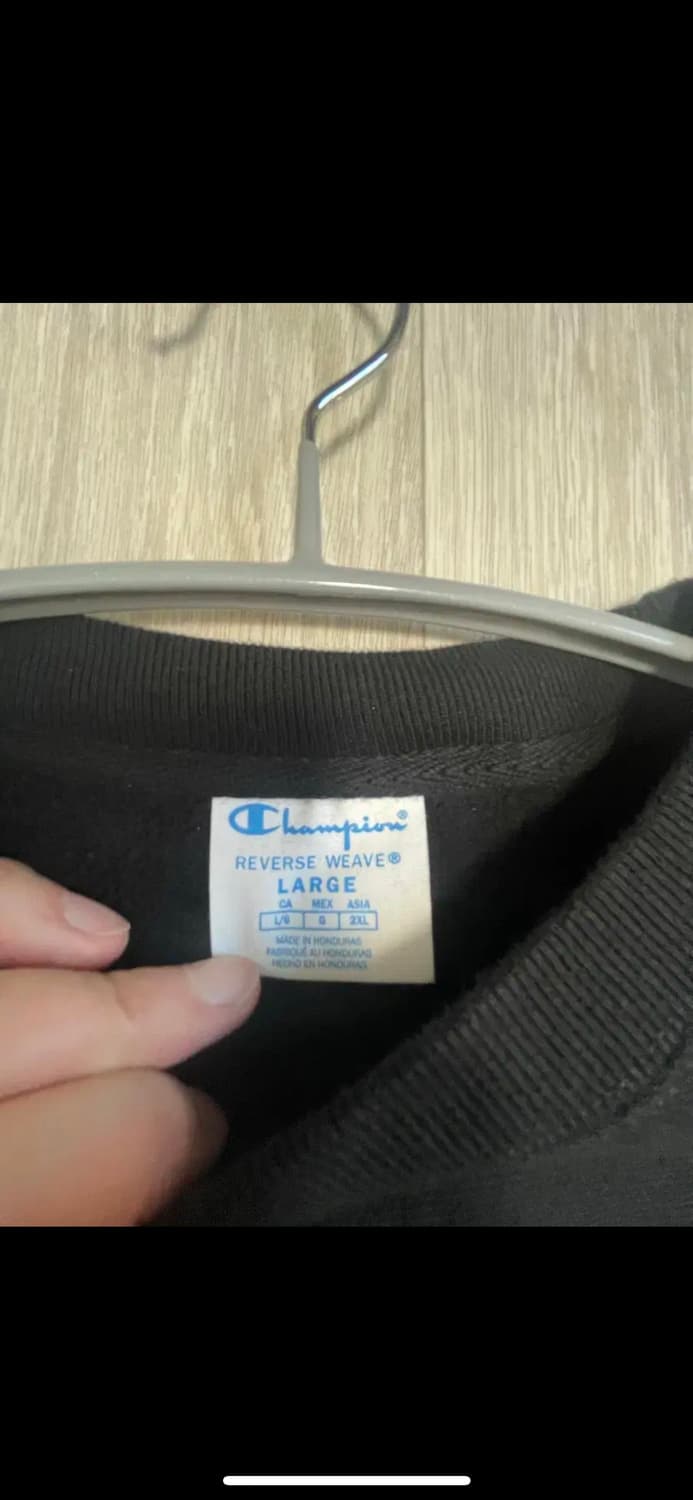 Champion®
REVERSE WEAVE®
LARGE
CA MEX ASIA
L/G G 2XL
MADE IN HONDURAS
FABRIQUÉ AU HONDURAS
HECHO EN HONDURAS